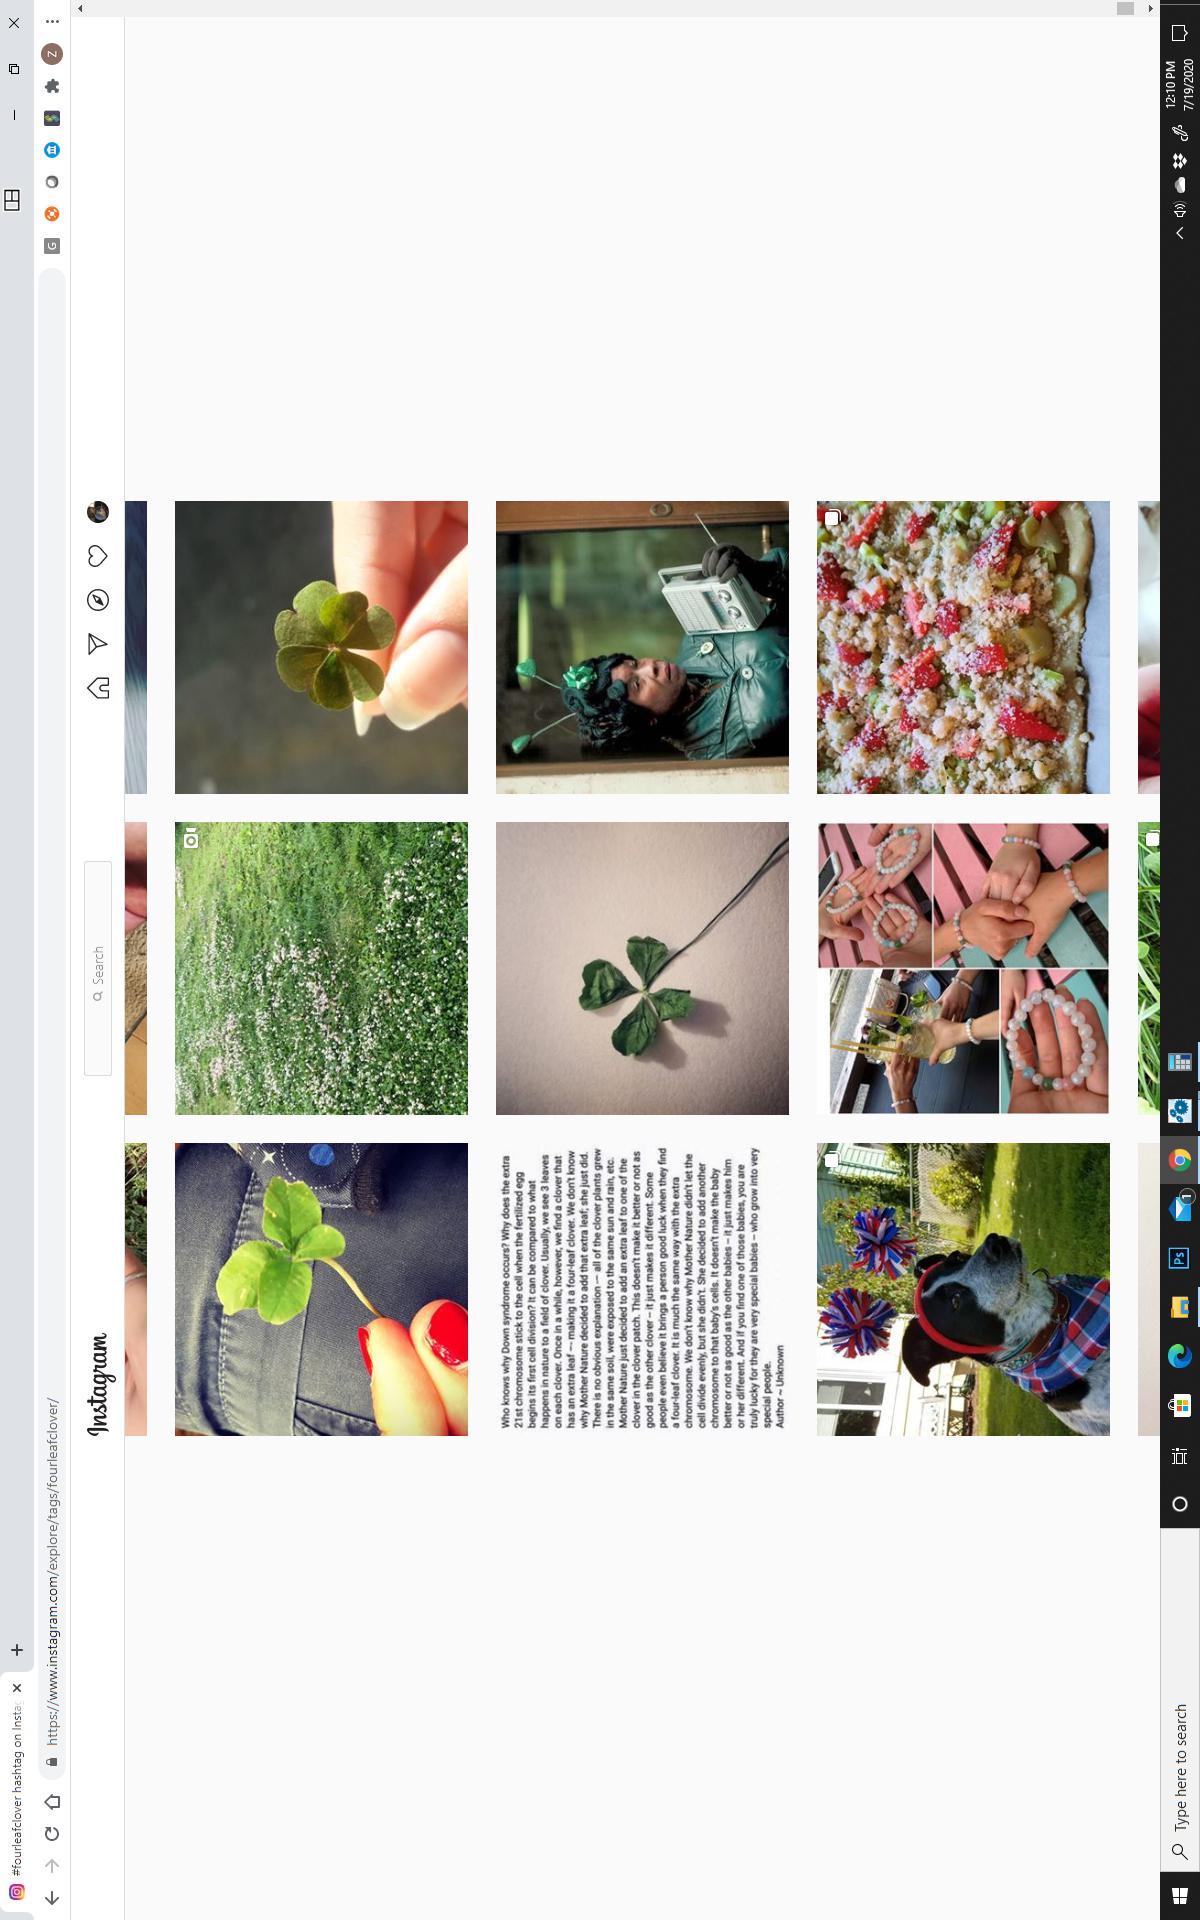 #fourleafclover hashtag on Insta
https://www.instagram.com/explore/tags/fourleafclover/
G
Z
Instagram
Search
Who knows why Down syndrome occurs? Why does the extra
21st chromosome stick to the cell when the fertilized egg
begins its first cell division? It can be compared to what
happens in nature to a field of clover. Usually, we see 3 leaves
on each clover. Once in a while, however, we find a clover that
has an extra leaf — making it a four-leaf clover. We don't know
why Mother Nature decided to add that extra leaf; she just did.
There is no obvious explanation — all of the clover plants grew
in the same soil, were exposed to the same sun and rain, etc.
Mother Nature just decided to add an extra leaf to one of the
clover in the clover patch. This doesn't make it better or not as
good as the other clover – it just makes it different. Some
people even believe it brings a person good luck when they find
a four-leaf clover. It is much the same way with the extra
chromosome. We don't know why Mother Nature didn't let the
cell divide evenly, but she didn't. She decided to add another
chromosome to that baby's cells. It doesn't make the baby
better or not as good as the other babies – it just makes him
or her different. And if you find one of those babies, you are
truly lucky for they are very special babies – who grow into very
special people.
Author ~ Unknown
Type here to search
Ps
1
12:10 PM
7/19/2020